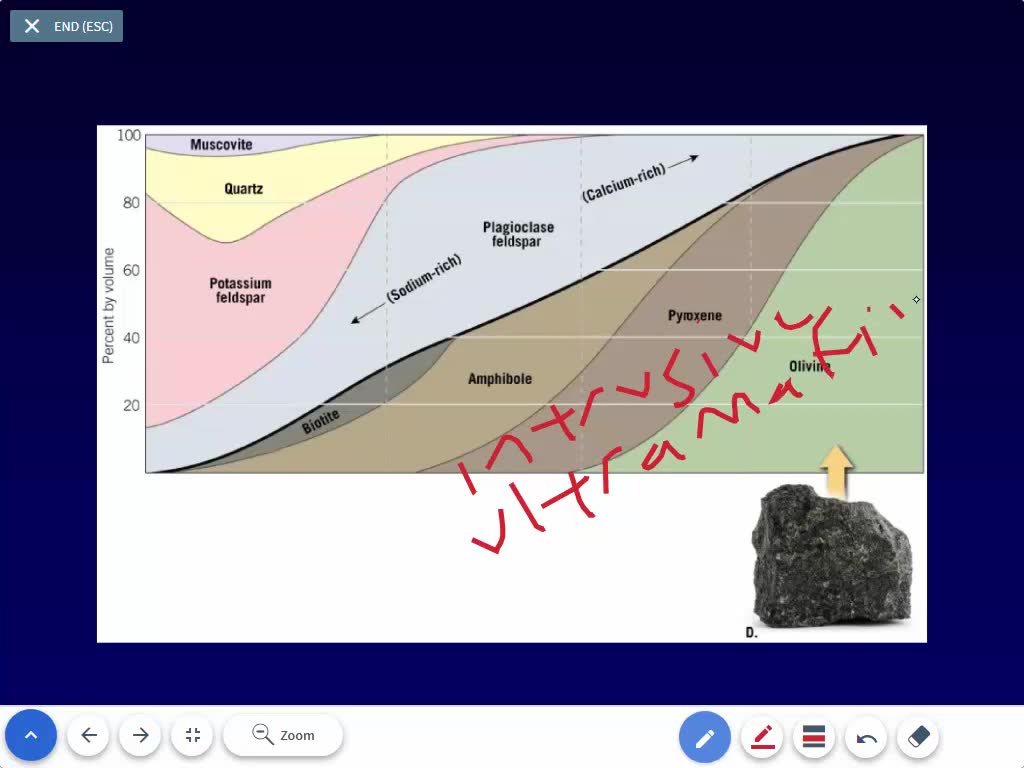 END (ESC)
Percent by volume
100
80
60
40
20
Muscovite
Quartz
Potassium
feldspar
(Sodium-rich)
Plagioclase
feldspar
(Calcium-rich)
Biotite
Amphibole
Pyroxene
Olivine
Intrusive
Ultramafi
D.
Zoom